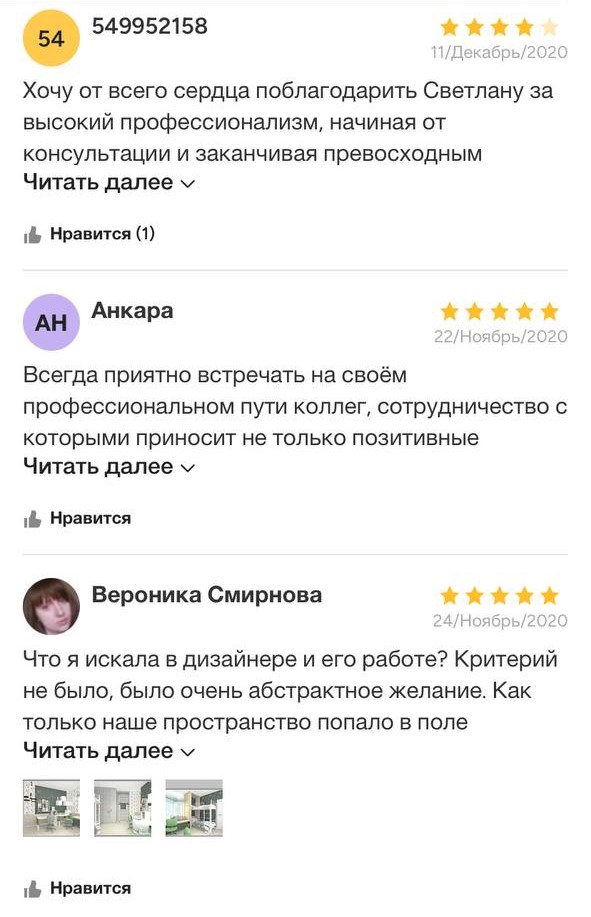 54
549952158
11/Декабрь/2020
Хочу от всего сердца поблагодарить Светлану за
высокий профессионализм, начиная от
консультации и заканчивая превосходным
Читать далее
Нравится (1)
АН
Анкара
22/Ноябрь/2020
Всегда приятно встречать на своём
профессиональном пути коллег, сотрудничество с
которыми приносит не только позитивные
Читать далее
Нравится
Вероника Смирнова
24/Ноябрь/2020
Что я искала в дизайнере и его работе? Критерий
не было, было очень абстрактное желание. Как
только наше пространство попало в поле
Читать далее
Нравится